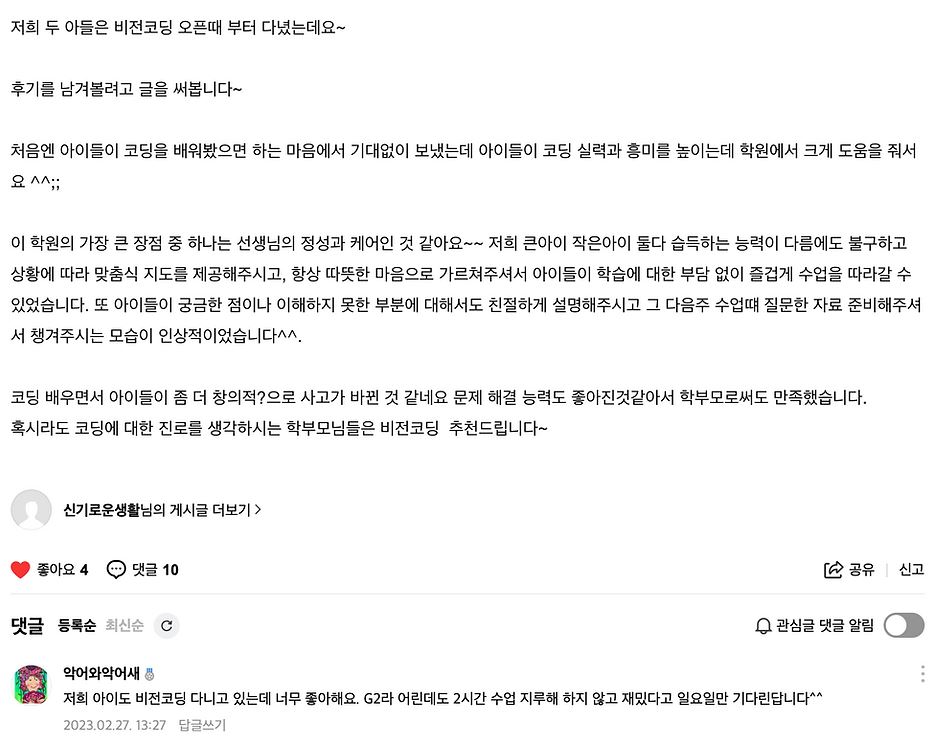 저희 두 아들은 비전코딩 오픈때 부터 다녔는데요~
후기를 남겨볼려고 글을 써봅니다~
처음엔 아이들이 코딩을 배워봤으면 하는 마음에서 기대없이 보냈는데 아이들이 코딩 실력과 흥미를 높이는데 학원에서 크게 도움을 줘서
요 ^^;;
이 학원의 가장 큰 장점 중 하나는 선생님의 정성과 케어인 것 같아요~~ 저희 큰아이 작은아이 둘다 습득하는 능력이 다름에도 불구하고
상황에 따라 맞춤식 지도를 제공해주시고, 항상 따뜻한 마음으로 가르쳐주셔서 아이들이 학습에 대한 부담 없이 즐겁게 수업을 따라갈 수
있었습니다. 또 아이들이 궁금한 점이나 이해하지 못한 부분에 대해서도 친절하게 설명해주시고 그 다음주 수업때 질문한 자료 준비해주셔
서 챙겨주시는 모습이 인상적이었습니다^^.
코딩 배우면서 아이들이 좀 더 창의적?으로 사고가 바뀐 것 같네요 문제 해결 능력도 좋아진것같아서 학부모로써도 만족했습니다.
혹시라도 코딩에 대한 진로를 생각하시는 학부모님들은 비전코딩  추천드립니다~
신기로운생활님의 게시글 더보기 >
좋아요 4 댓글 10 공유 신고
댓글 등록순 최신순 관심글 댓글 알림
악어와악어새
저희 아이도 비전코딩 다니고 있는데 너무 좋아해요. G2라 어린데도 2시간 수업 지루해 하지 않고 재밌다고 일요일만 기다린답니다^^
2023.02.27. 13:27 답글쓰기